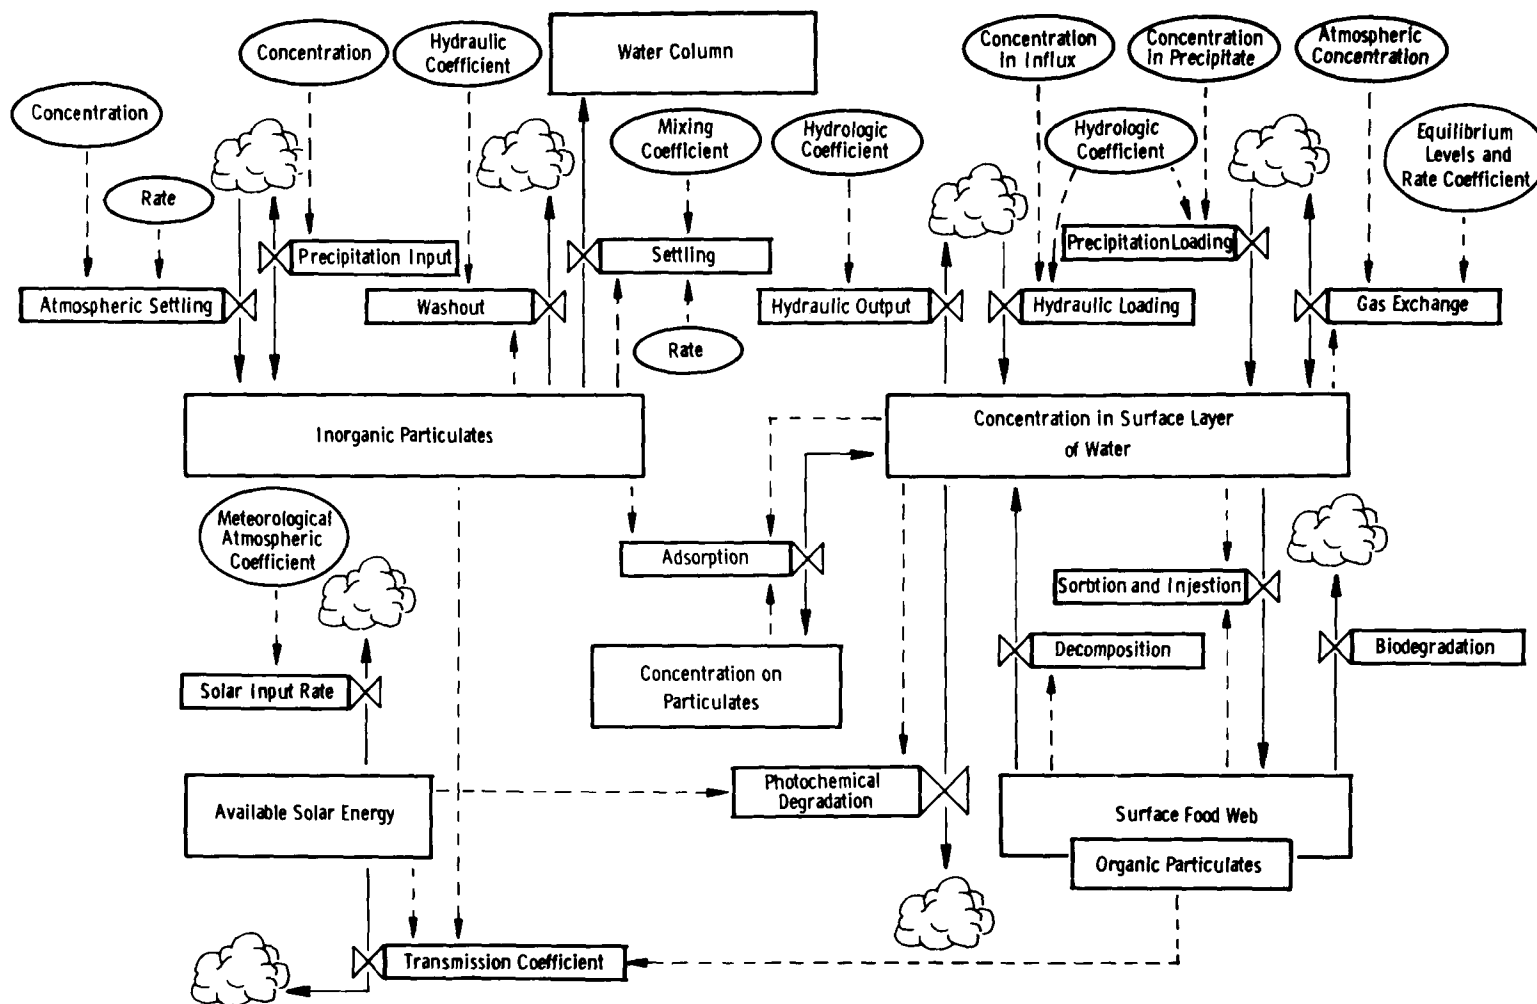 Water Column
Concentration
Hydraulic
Coefficient
Concentration
In Influx
Concentration
in Precipitate
Atmospheric
Concentration
Concentration
Mixing
Coefficient
Hydrologic
Coefficient
Hydrologic
Coefficient
Equilibrium
Levels and
Rate Coefficient
Rate
Precipitation Input
Settling
Precipitation Loading
Atmospheric Settling
Washout
Hydraulic Output
Hydraulic Loading
Gas Exchange
Rate
Inorganic Particulates
Concentration in Surface Layer
of Water
Meteorological
Atmospheric
Coefficient
Adsorption
Sorbtion and Injestion
Decomposition
Biodegradation
Solar Input Rate
Concentration on
Particulates
Available Solar Energy
Photochemical
Degradation
Surface Food Web
Organic Particulates
Transmission Coefficient